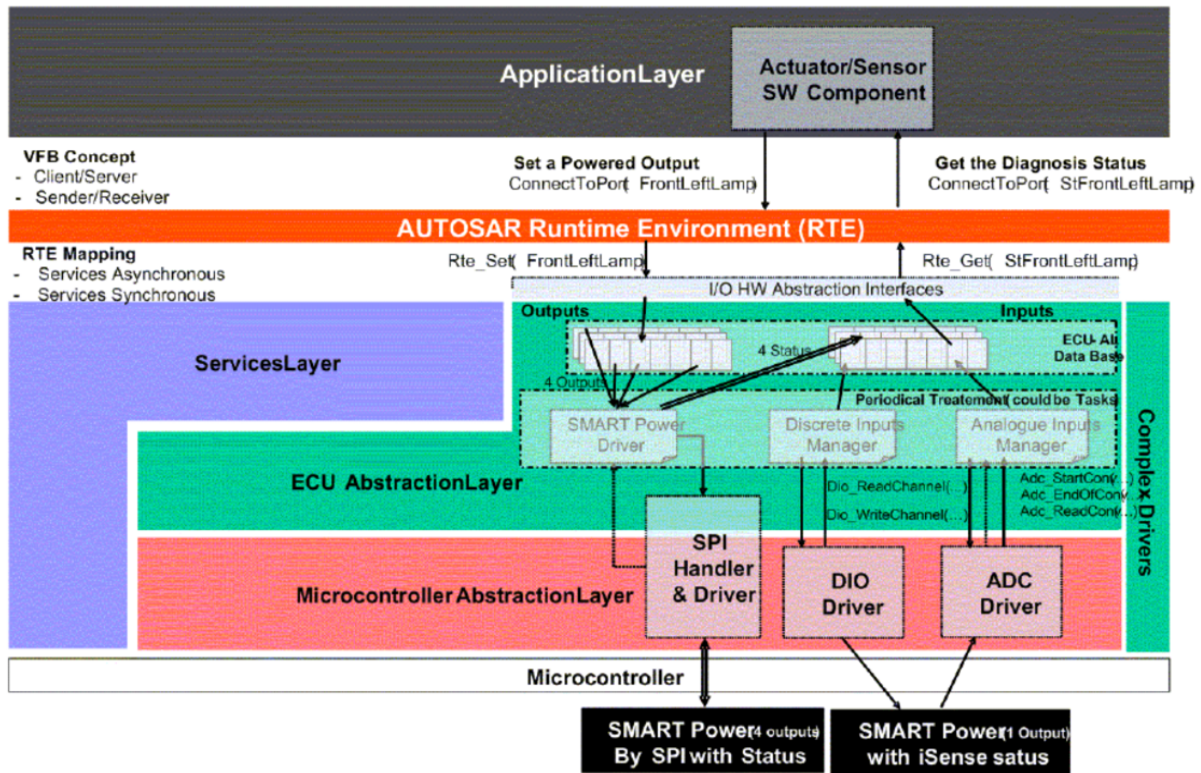 ApplicationLayer
Actuator/Sensor
SW Component
VFB Concept
- Client/Server
- Sender/Receiver
Set a Powered Output
ConnectToPort( FrontLeftLamp)
Get the Diagnosis Status
ConnectToPort( StFrontLeftLamp)
AUTOSAR Runtime Environment (RTE)
RTE Mapping
- Services Asynchronous
- Services Synchronous
Rte_Set( FrontLeftLamp)
Rte_Get( StFrontLeftLamp)
I/O HW Abstraction Interfaces
Outputs
Inputs
ECU-Al
Data Base
4 Status
4 Outputs
ServicesLayer
Periodical Treatement(could be Tasks)
SMART Power
Driver
Discrete Inputs
Manager
Analogue Inputs
Manager
Complex Drivers
ECU AbstractionLayer
Dio_ReadChannel(...)
Dio_WriteChannel(...)
Adc_StartConv(...)
Adc_EndOfConv(...)
Adc_ReadConv(...)
SPI
Handler
& Driver
DIO
Driver
ADC
Driver
Microcontroller AbstractionLayer
Microcontroller
SMART Power(4 outputs)
By SPI with Status
SMART Power(1 Output)
with iSense satus